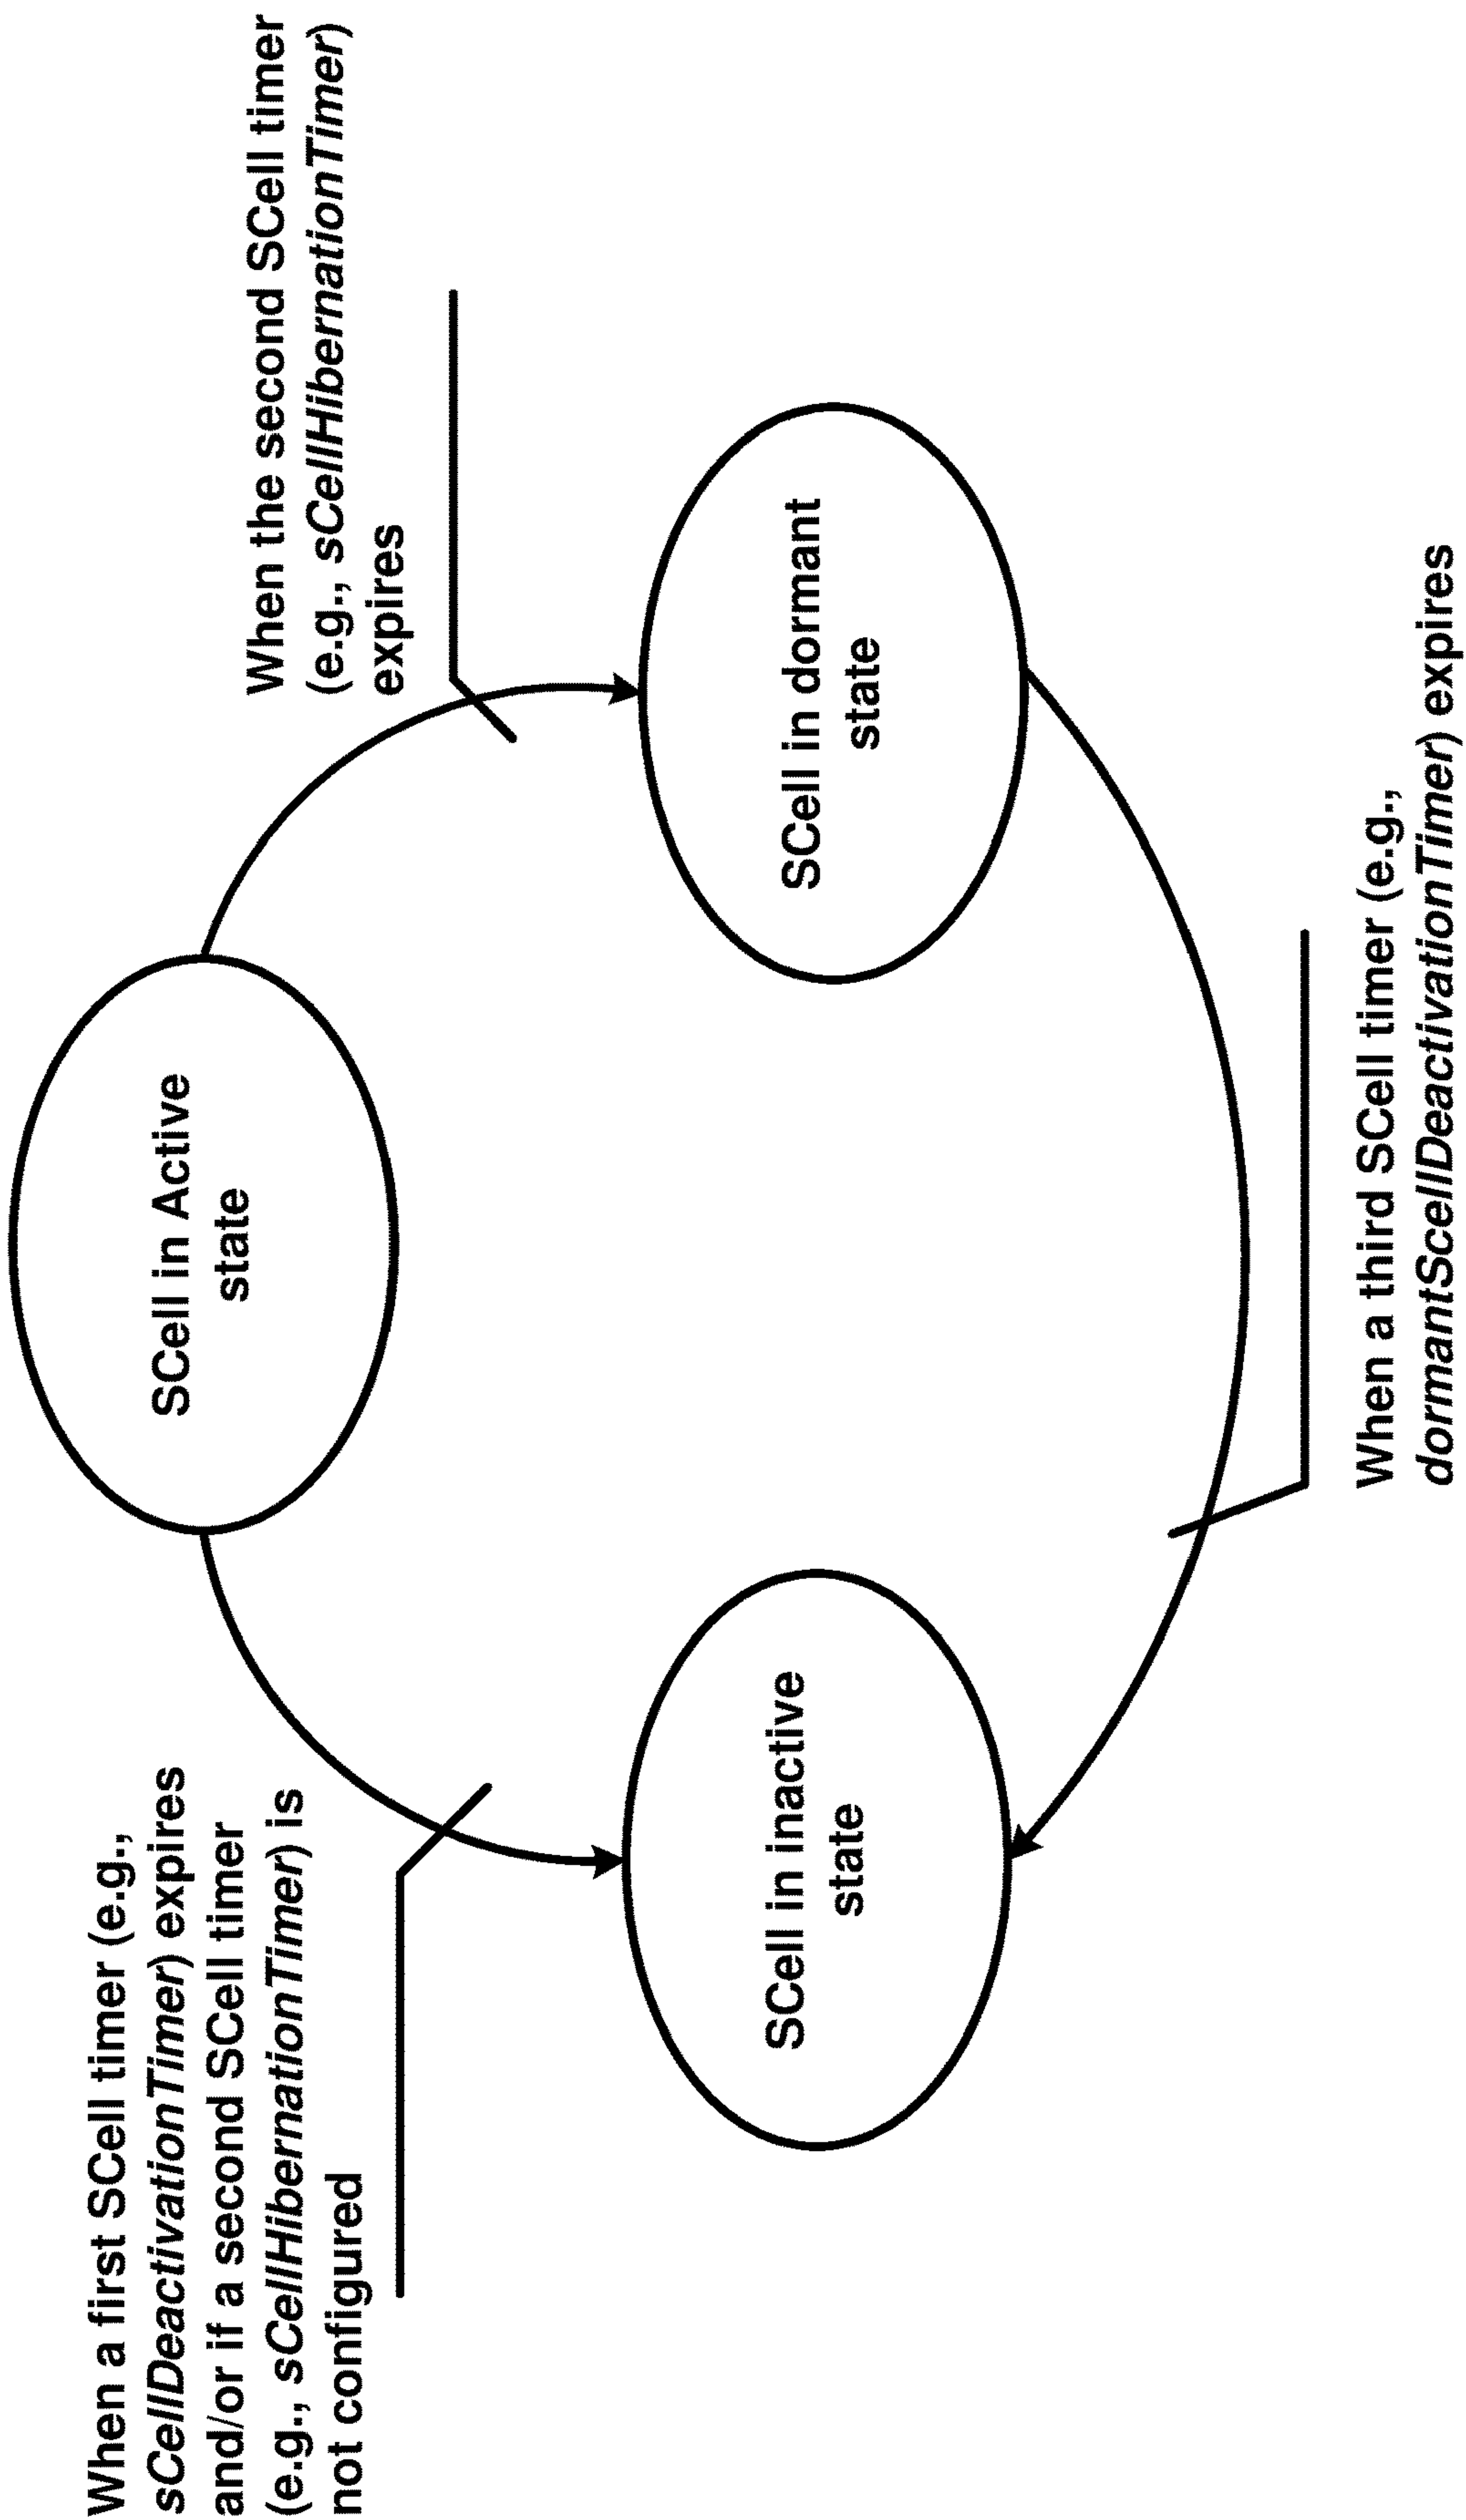 When a first SCell timer (e.g.,
sCellDeactivationTimer) expires
and/or if a second SCell timer
(e.g., sCellHibernationTimer) is
not configured
SCell in Active
state
When the second SCell timer
(e.g., sCellHibernationTimer)
expires
SCell in inactive
state
SCell in dormant
state
When a third SCell timer (e.g.,
dormantScellDeactivationTimer) expires